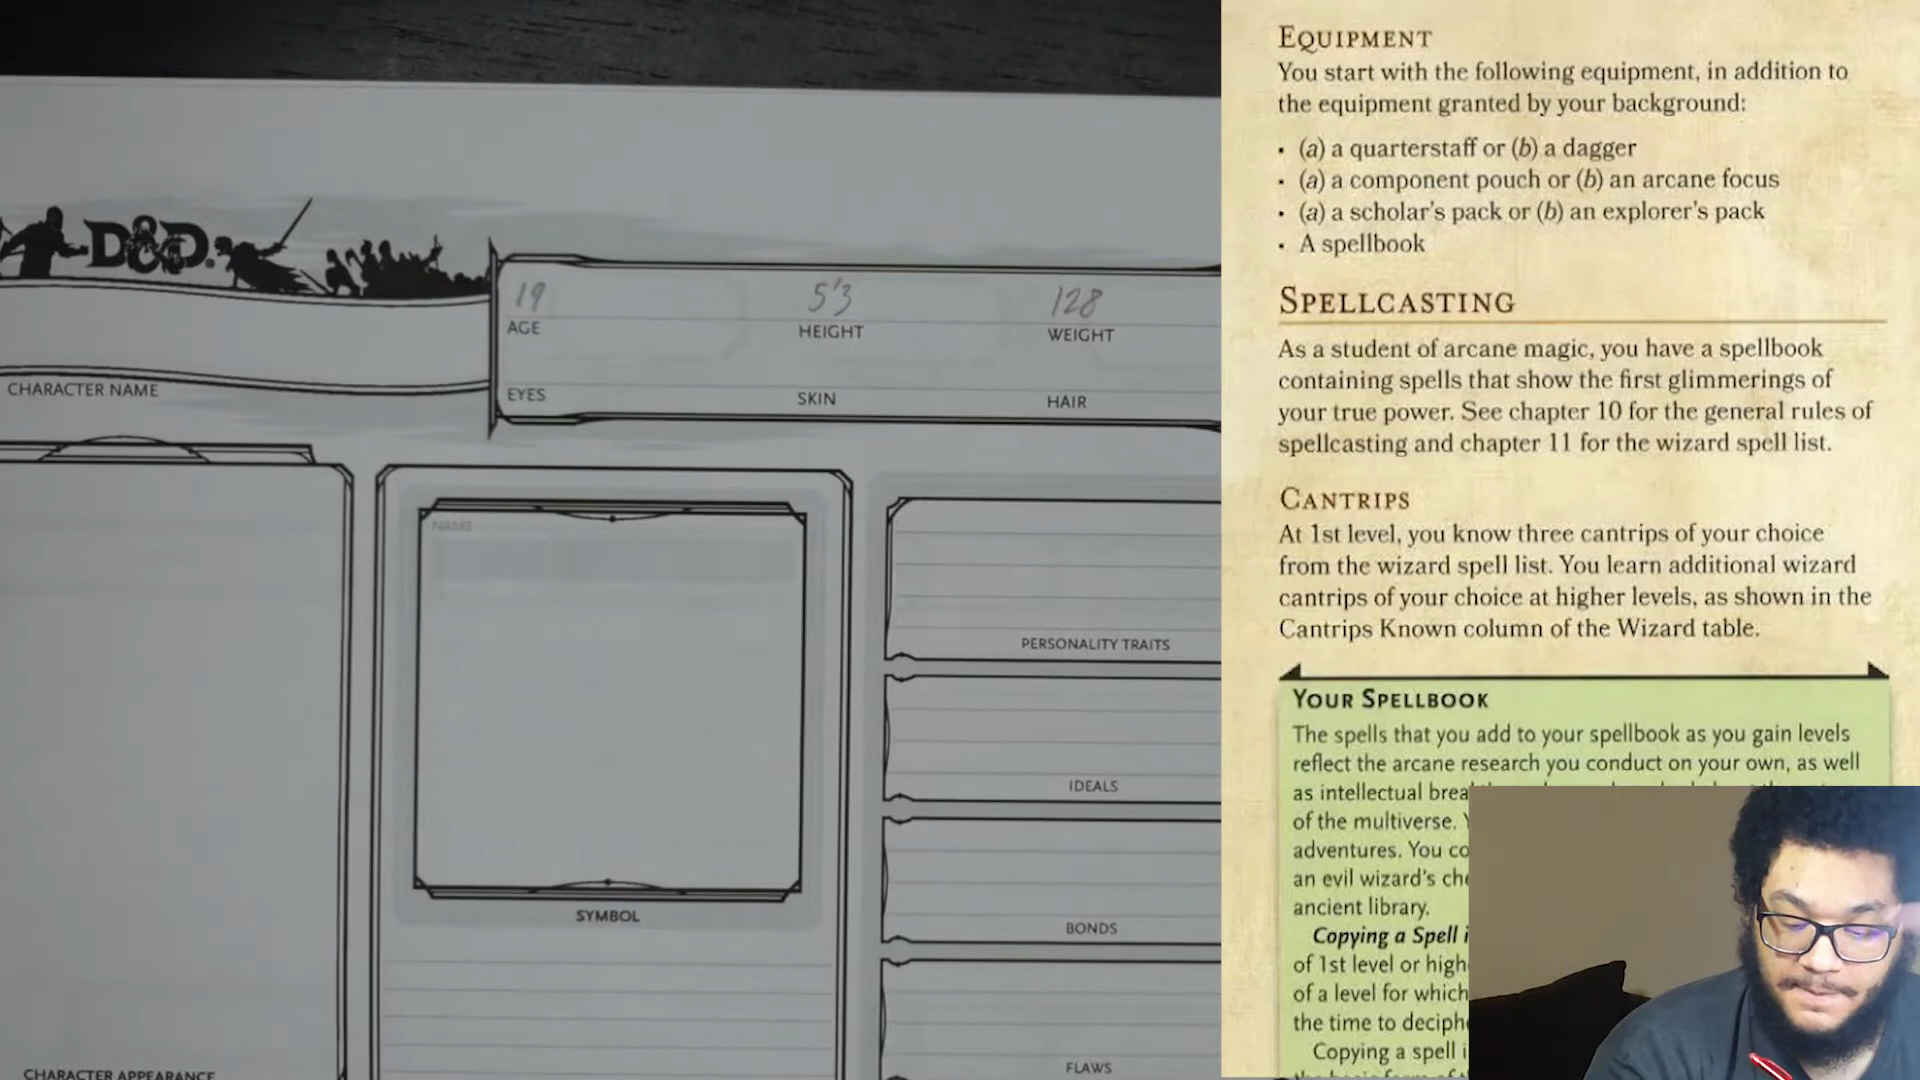 D&D
19
5'3
128
AGE
HEIGHT
WEIGHT
EYES
SKIN
HAIR
CHARACTER NAME
NAME
SYMBOL
PERSONALITY TRAITS
IDEALS
BONDS
FLAWS
CHARACTER APPEARANCE
EQUIPMENT
You start with the following equipment, in addition to
the equipment granted by your background:
• (a) a quarterstaff or (b) a dagger
• (a) a component pouch or (b) an arcane focus
• (a) a scholar's pack or (b) an explorer's pack
• A spellbook
SPELLCASTING
As a student of arcane magic, you have a spellbook
containing spells that show the first glimmerings of
your true power. See chapter 10 for the general rules of
spellcasting and chapter 11 for the wizard spell list.
CANTRIPS
At 1st level, you know three cantrips of your choice
from the wizard spell list. You learn additional wizard
cantrips of your choice at higher levels, as shown in the
Cantrips Known column of the Wizard table.
YOUR SPELLBOOK
The spells that you add to your spellbook as you gain levels
reflect the arcane research you conduct on your own, as well
as intellectual brea
of the multiverse.
adventures. You co
an evil wizard's che
ancient library.
Copying a Spell i
of 1st level or high
of a level for which
the time to deciph
Copying a spell i